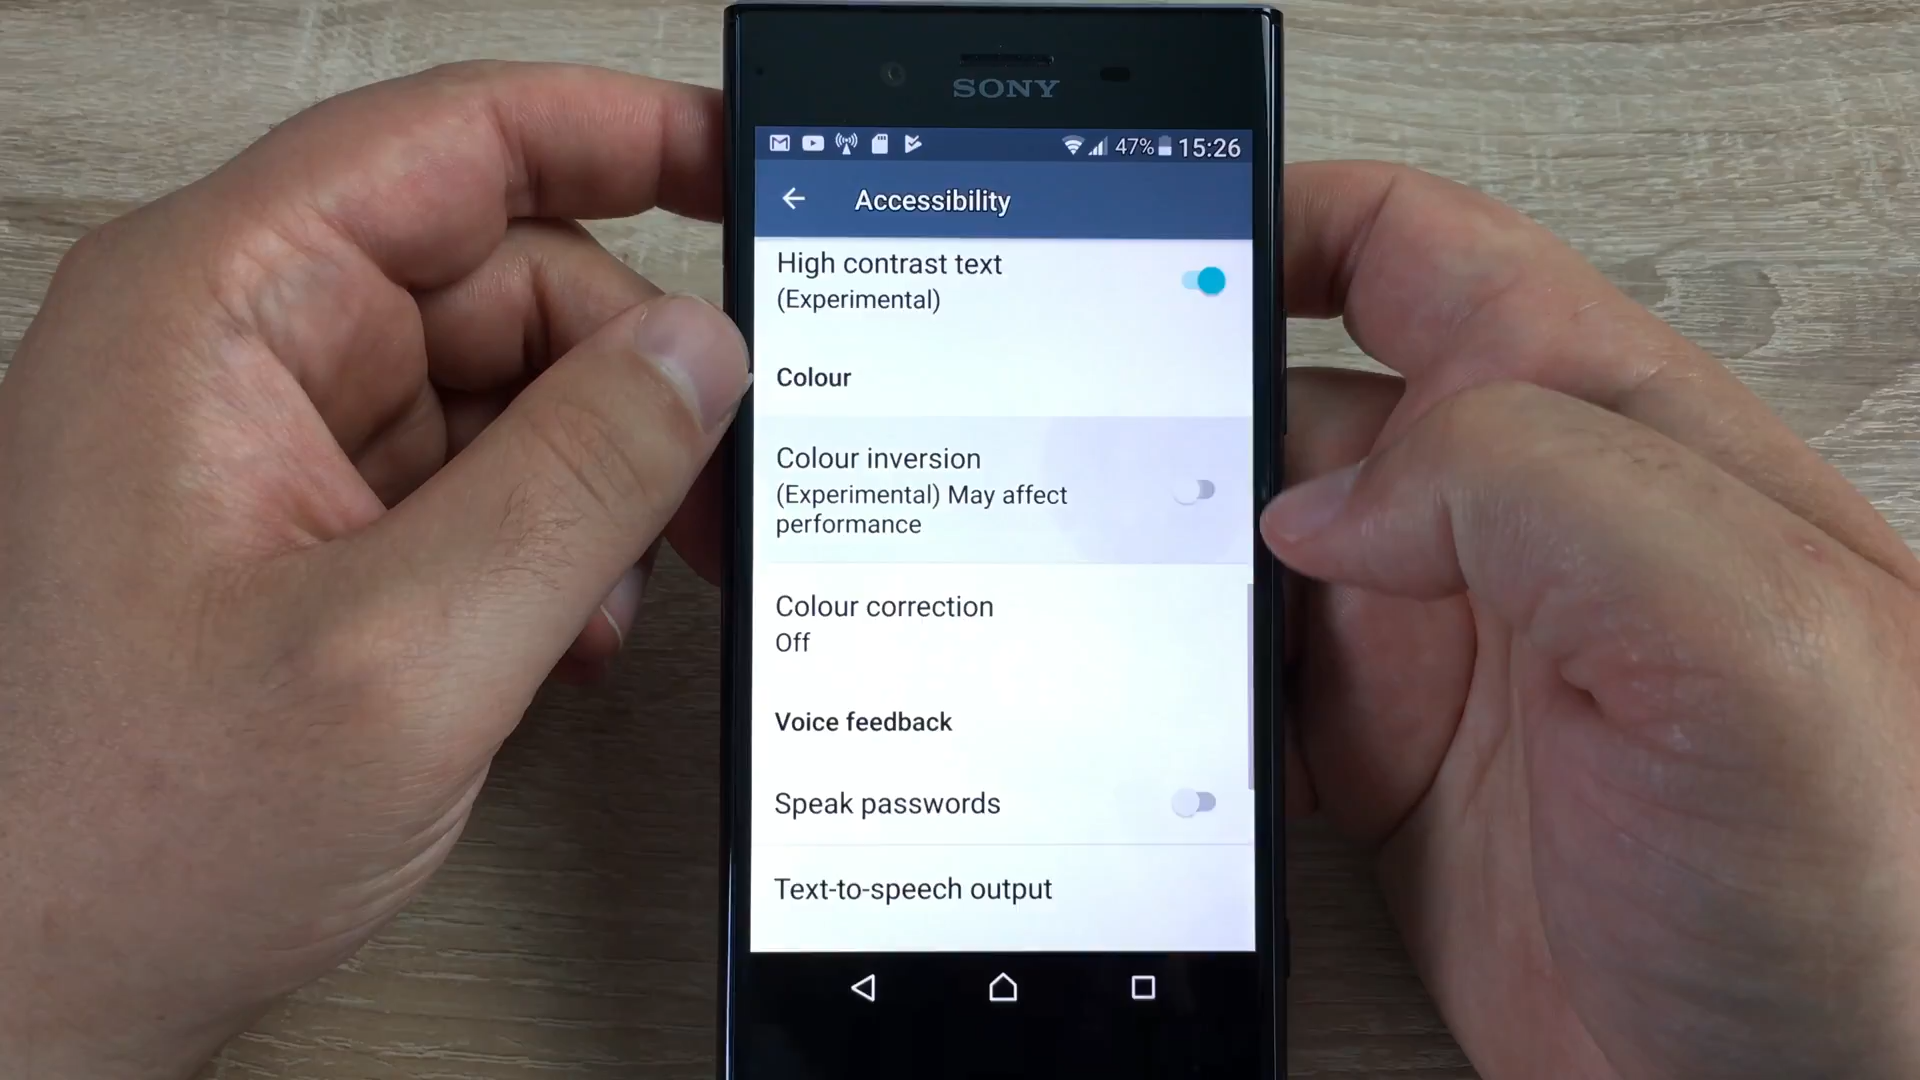 SONY
47% 15:26
Accessibility
High contrast text
(Experimental)
Colour
Colour inversion
(Experimental) May affect
performance
Colour correction
Off
Voice feedback
Speak passwords
Text-to-speech output